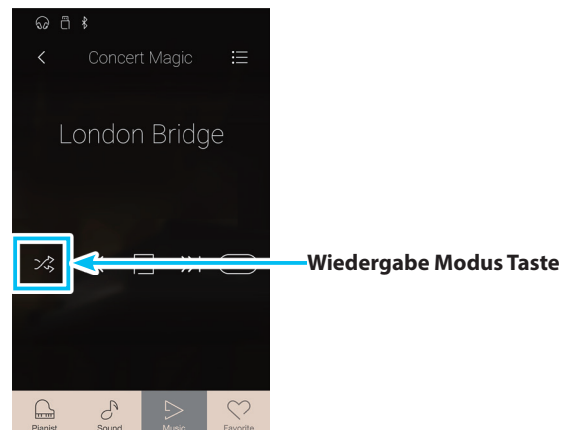 Concert Magic
London Bridge
Wiedergabe Modus Taste
Pianist Sound Music Favorite